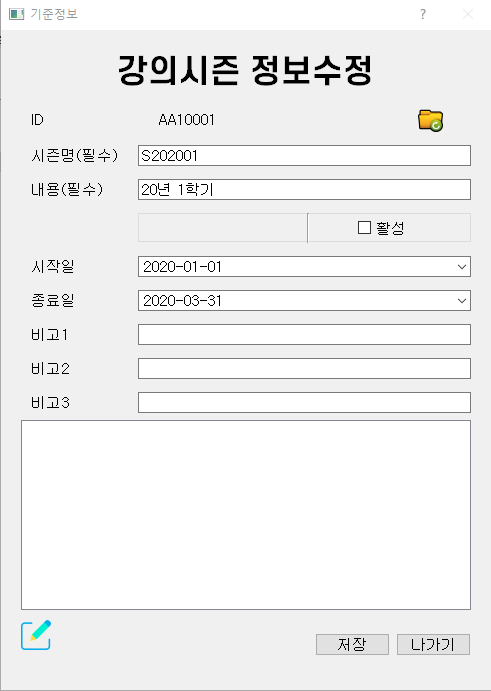 기준정보
?
강의시즌 정보수정
ID AA10001
시즌명(필수) S202001
내용(필수) 20년 1학기
활성
시작일 2020-01-01
종료일 2020-03-31
비고1
비고2
비고3
저장 나가기